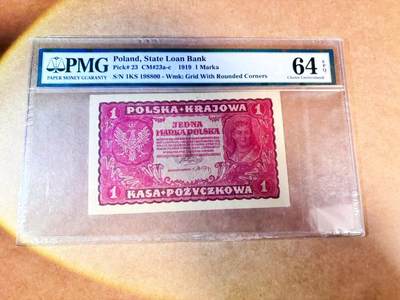 PMG
PAPER MONEY GUARANTY
Poland, State Loan Bank
Pick# 23 CM#23a-c 1919 1 Marka
S/N 1KS 198800 - Wmk: Grid With Rounded Corners
64 EPQ
Choice Uncirculated
POLSKA·KRAJOWA
1 1
JEDNA
MARKA POLSKA
1 1
KASA·POŻYCZKOWA